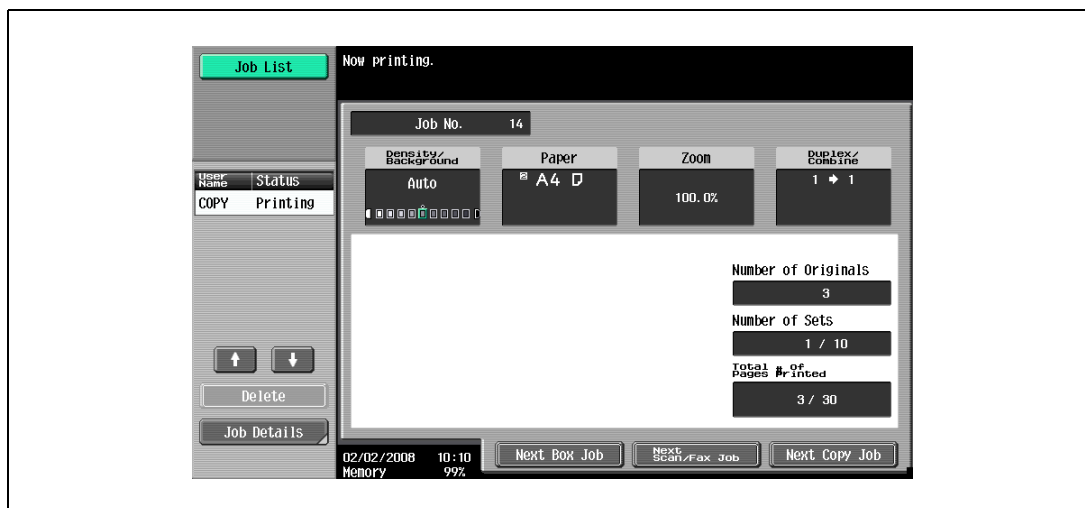 Job List
Now printing.
Job No. 14
Density/
Background
Paper
Zoom
Duplex/
Combine
Auto
2 A4
100.0%
1 → 1
User
Name
Status
COPY Printing
Number of Originals
3
Number of Sets
1 / 10
Total # of
Pages Printed
3 / 30
Delete
Job Details
02/02/2008 10:10
Memory 99%
Next Box Job
Next
Scan/Fax Job
Next Copy Job